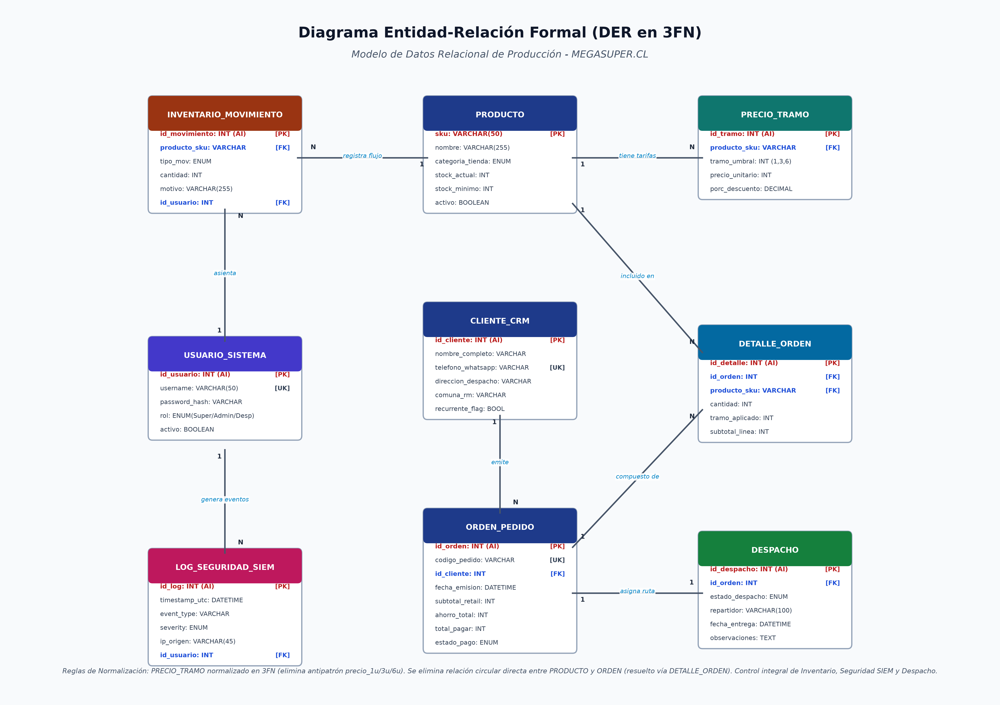 Diagrama Entidad-Relación Formal (DER en 3FN)
Modelo de Datos Relacional de Producción - MEGASUPER.CL
INVENTARIO_MOVIMIENTO
id_movimiento: INT (AI) [PK]
producto_sku: VARCHAR [FK]
tipo_mov: ENUM
cantidad: INT
motivo: VARCHAR(255)
id_usuario: INT [FK]
N
registra flujo
1
PRODUCTO
sku: VARCHAR(50) [PK]
nombre: VARCHAR(255)
categoria_tienda: ENUM
stock_actual: INT
stock_minimo: INT
activo: BOOLEAN
1
tiene tarifas
N
PRECIO_TRAMO
id_tramo: INT (AI) [PK]
producto_sku: VARCHAR [FK]
tramo_umbral: INT (1,3,6)
precio_unitario: INT
porc_descuento: DECIMAL
N
asienta
1
1
incluido en
N
USUARIO_SISTEMA
id_usuario: INT (AI) [PK]
username: VARCHAR(50) [UK]
password_hash: VARCHAR
rol: ENUM(Super/Admin/Desp)
activo: BOOLEAN
CLIENTE_CRM
id_cliente: INT (AI) [PK]
nombre_completo: VARCHAR
telefono_whatsapp: VARCHAR [UK]
direccion_despacho: VARCHAR
comuna_rm: VARCHAR
recurrente_flag: BOOL
DETALLE_ORDEN
id_detalle: INT (AI) [PK]
id_orden: INT [FK]
producto_sku: VARCHAR [FK]
cantidad: INT
tramo_aplicado: INT
subtotal_linea: INT
1
genera eventos
N
1
emite
N
N
compuesto de
1
LOG_SEGURIDAD_SIEM
id_log: INT (AI) [PK]
timestamp_utc: DATETIME
event_type: VARCHAR
severity: ENUM
ip_origen: VARCHAR(45)
id_usuario: INT [FK]
ORDEN_PEDIDO
id_orden: INT (AI) [PK]
codigo_pedido: VARCHAR [UK]
id_cliente: INT [FK]
fecha_emision: DATETIME
subtotal_retail: INT
ahorro_total: INT
total_pagar: INT
estado_pago: ENUM
1
asigna ruta
1
DESPACHO
id_despacho: INT (AI) [PK]
id_orden: INT [FK]
estado_despacho: ENUM
repartidor: VARCHAR(100)
fecha_entrega: DATETIME
observaciones: TEXT
Reglas de Normalización: PRECIO_TRAMO normalizado en 3FN (elimina antipatrón precio_1u/3u/6u). Se elimina relación circular directa entre PRODUCTO y ORDEN (resuelto vía DETALLE_ORDEN). Control integral de Inventario, Seguridad SIEM y Despacho.